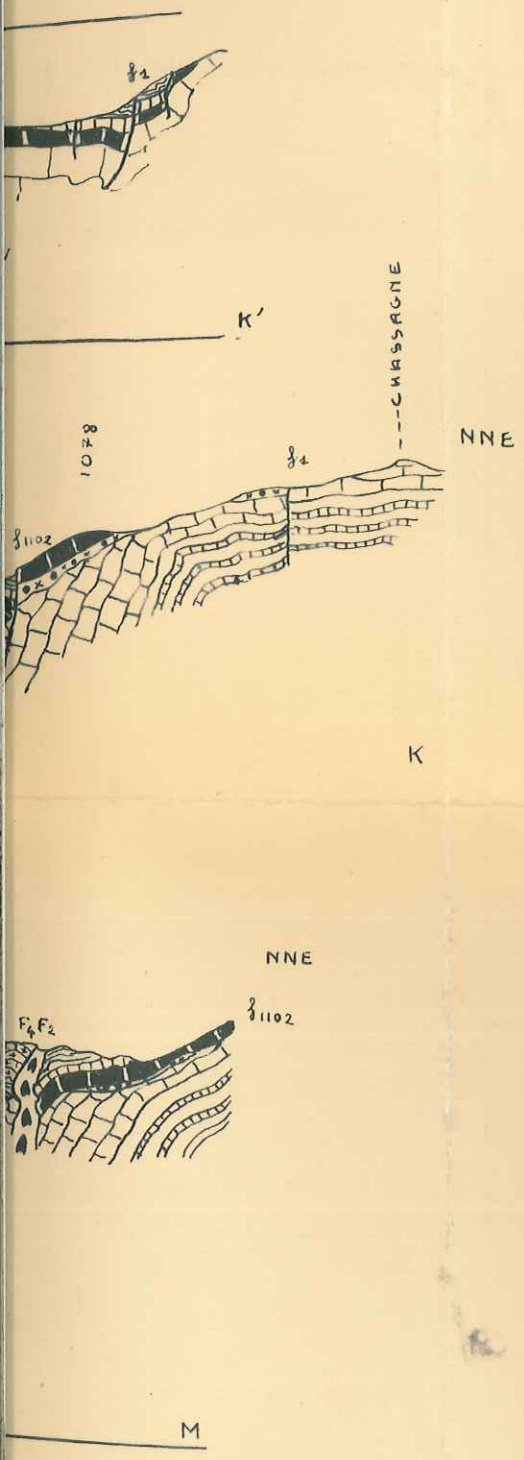 f1
K'
---CHASSAGNE
1078
NNE
f1
f1102
K
NNE
f1102
F4 F2
M